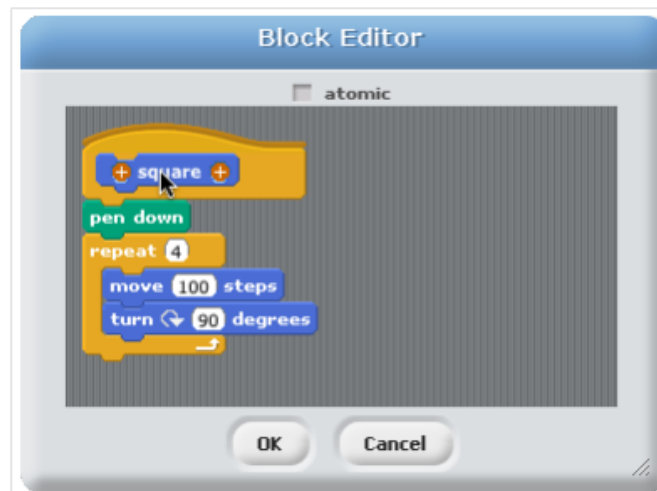 Block Editor
atomic
+ square +
pen down
repeat 4
move 100 steps
turn 90 degrees
OK
Cancel